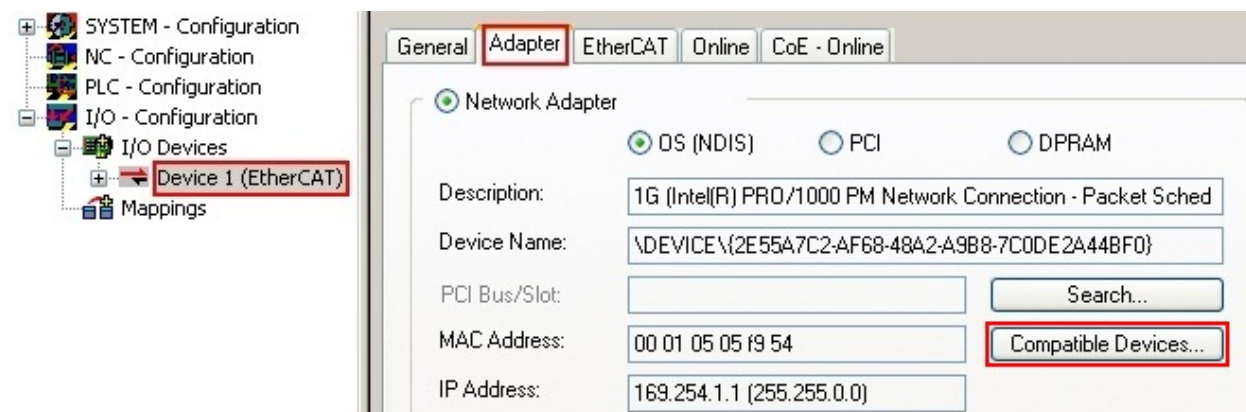 SYSTEM - Configuration
NC - Configuration
PLC - Configuration
I/O - Configuration
I/O Devices
Device 1 (EtherCAT)
Mappings
General Adapter EtherCAT Online CoE - Online
Network Adapter
OS (NDIS) PCI DPRAM
Description: 1G (Intel(R) PRO/1000 PM Network Connection - Packet Sched
Device Name: \DEVICE\{2E55A7C2-AF68-48A2-A9B8-7C0DE2A44BF0}
PCI Bus/Slot: Search...
MAC Address: 00 01 05 05 f9 54 Compatible Devices...
IP Address: 169.254.1.1 (255.255.0.0)